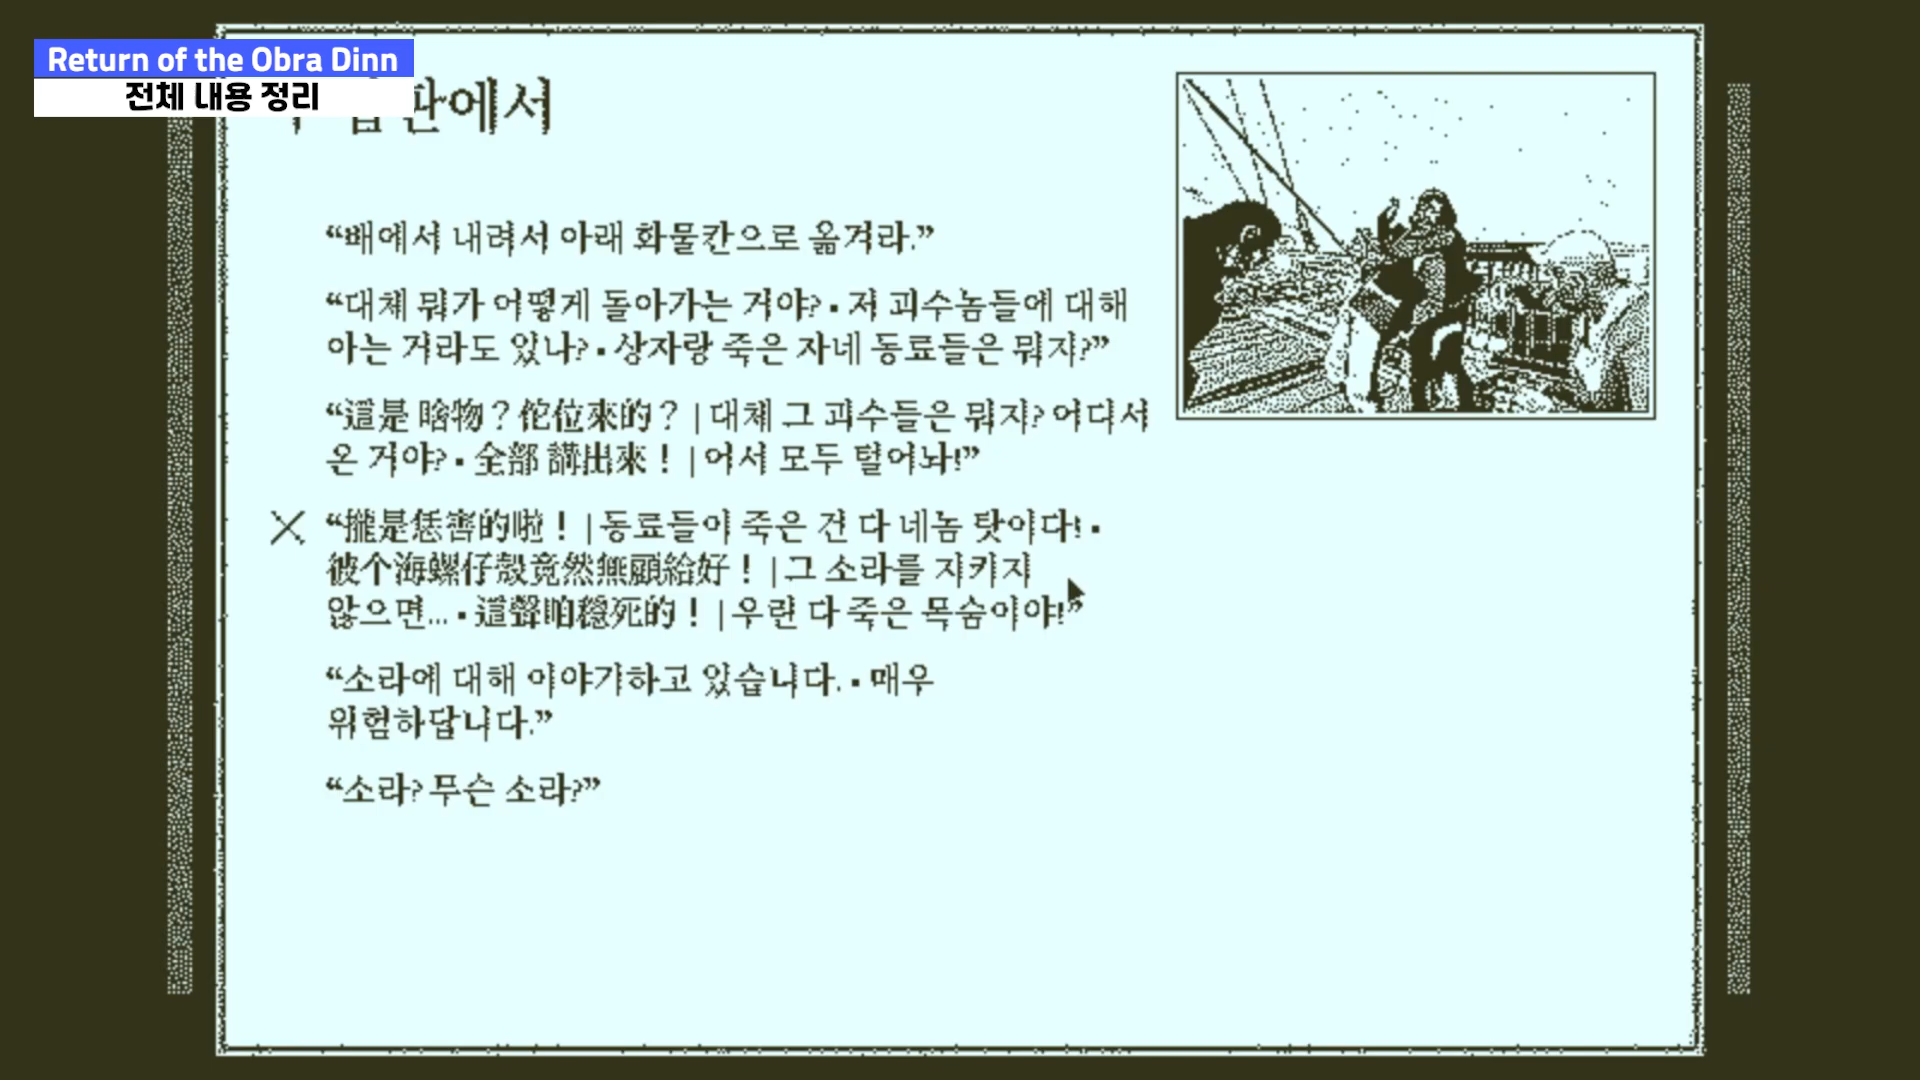 Return of the Obra Dinn
전체 내용 정리
갑판에서
“배에서 내려서 아래 화물칸으로 옮겨라.”
“대체 뭐가 어떻게 돌아가는 거야? ▪ 저 괴수놈들에 대해
아는 거라도 있나? ▪ 상자랑 죽은 자네 동료들은 뭐지?”
“這是 啥物？佗位來的？ | 대체 그 괴수들은 뭐지? 어디서
온 거야? ▪ 全部 講出來！ | 어서 모두 털어놔!”
“攏是恁害的啦！ | 동료들이 죽은 건 다 네놈 탓이다! ▪
彼个海螺仔殼竟然無顧給好！ | 그 소라를 지키지
않으면... ▪ 這聲咱穩死的！ | 우린 다 죽은 목숨이야!”
“소라에 대해 이야기하고 있습니다. ▪ 매우
위험하답니다.”
“소라? 무슨 소라?”